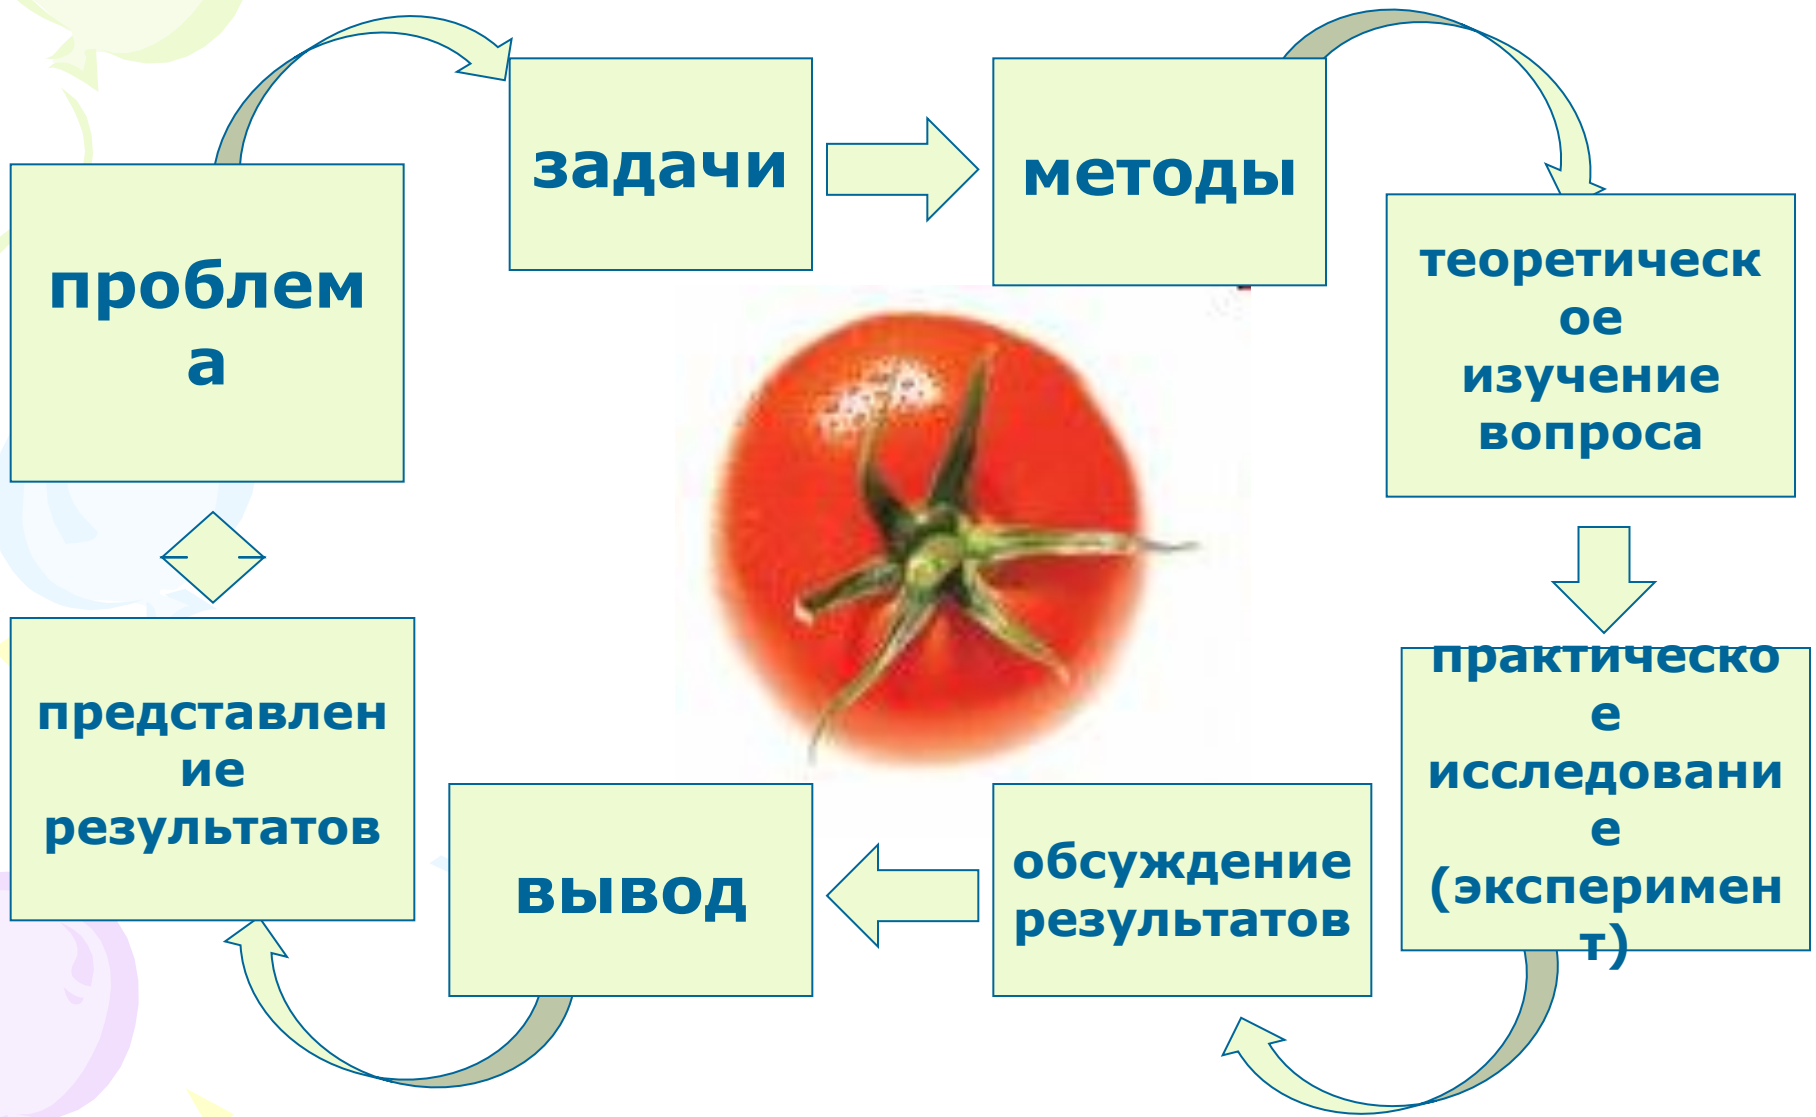 проблем
а
задачи
методы
теоретическ
ое
изучение
вопроса
практическо
е
исследовани
е
(эксперимен
т)
обсуждение
результатов
вывод
представлен
ие
результатов